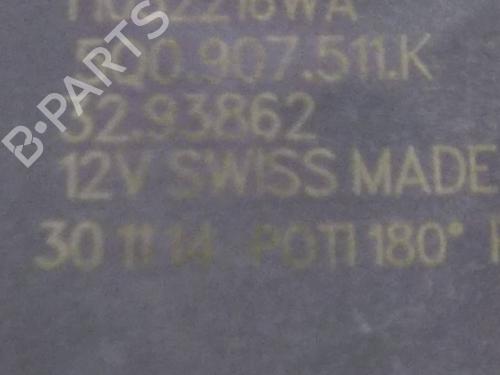 5Q0.907.511.K
32.93862
12V SWISS MADE
30 11 14 POTI 180°
B-PARTS